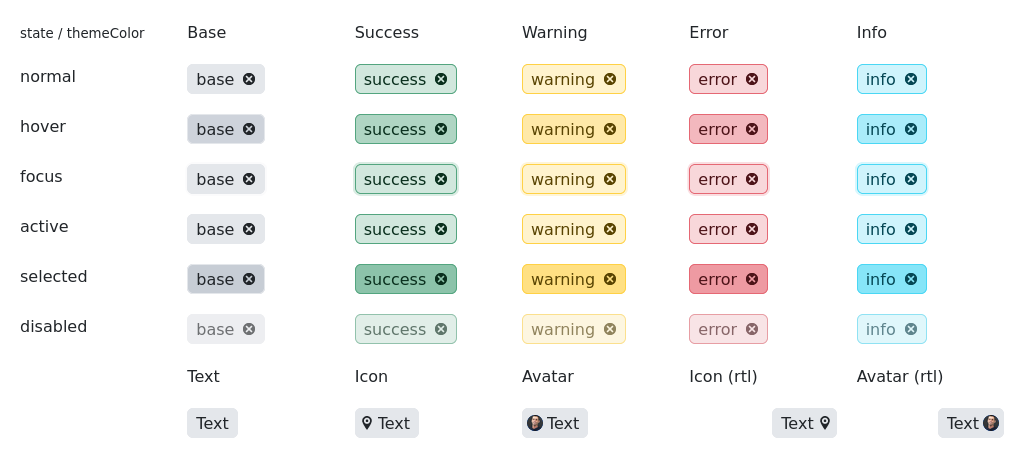 state / themeColor Base Success Warning Error Info
normal base success warning error info
hover base success warning error info
focus base success warning error info
active base success warning error info
selected base success warning error info
disabled base success warning error info
Text Icon Avatar Icon (rtl) Avatar (rtl)
Text Text Text Text Text